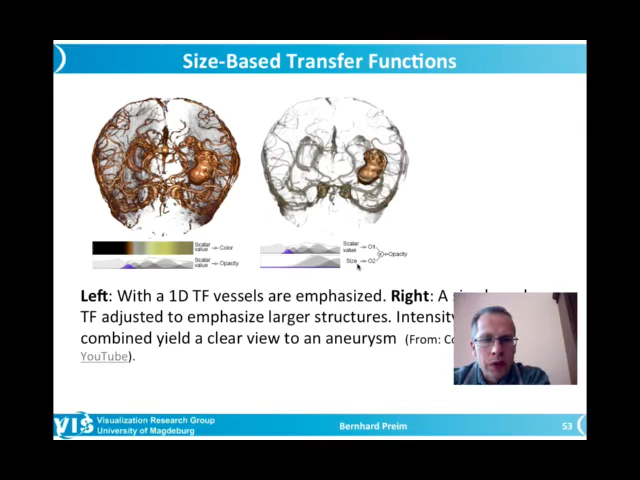 Size-Based Transfer Functions
Scalar value → Color
Scalar value → Opacity
Scalar value → O1
Size → O2
→ Opacity
Left: With a 1D TF vessels are emphasized. Right: A
TF adjusted to emphasize larger structures. Intensity
combined yield a clear view to an aneurysm (From:
YouTube).
VIS
Visualization Research Group
University of Magdeburg
Bernhard Preim
53